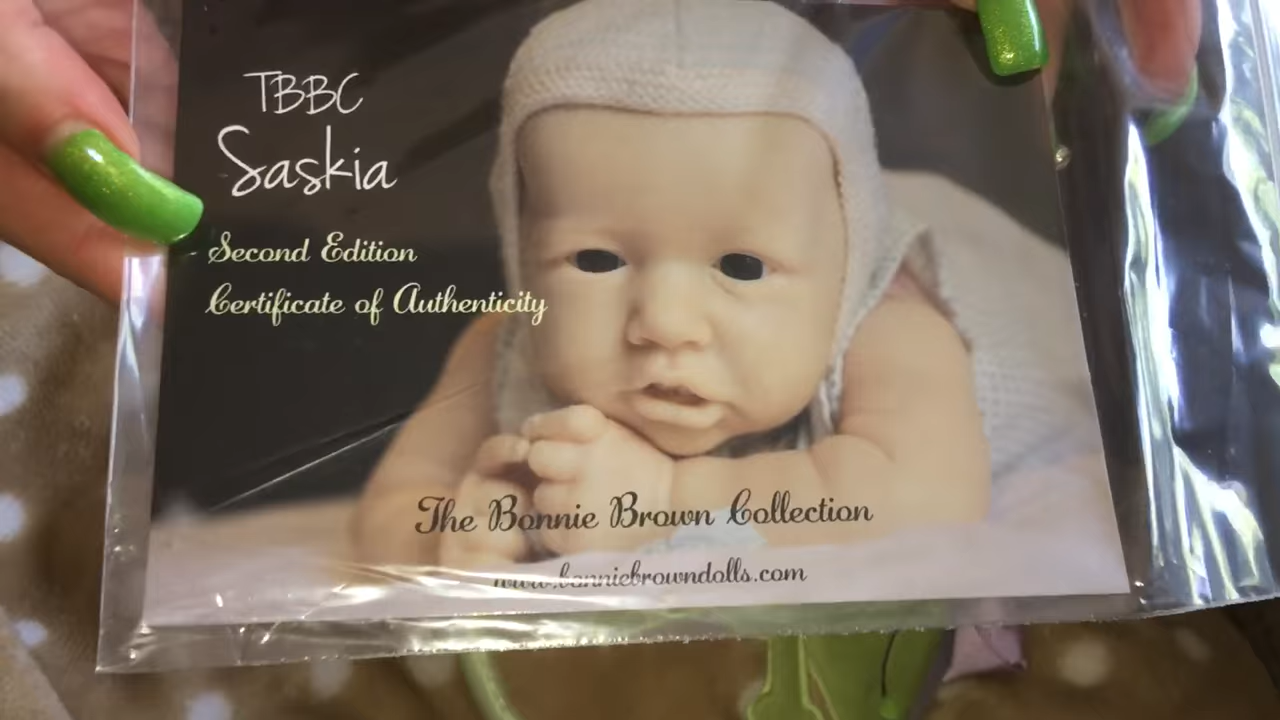 TBBC
Saskia
Second Edition
Certificate of Authenticity
The Bonnie Brown Collection
www.bonniebrowndolls.com